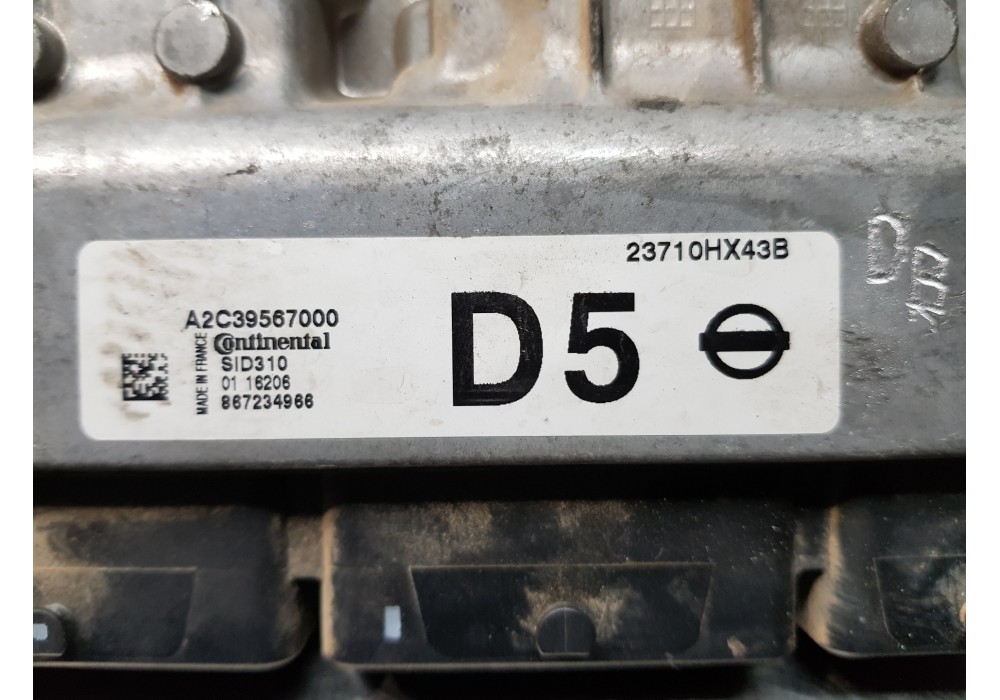 23710HX43B
A2C39567000
Continental
SID310
01 16206
867234966
MADE IN FRANCE
D5